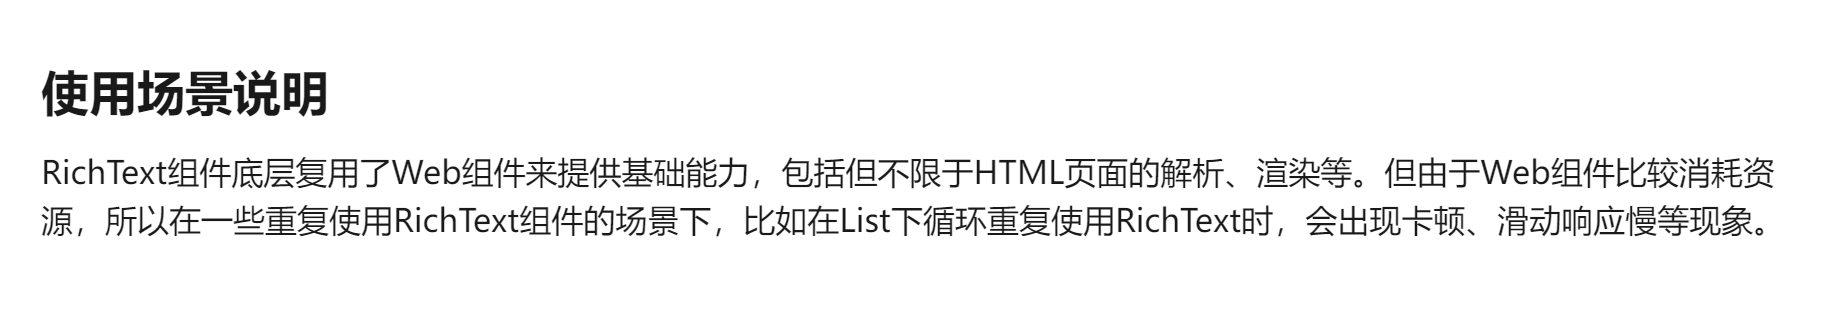 使用场景说明
RichText组件底层复用了Web组件来提供基础能力，包括但不限于HTML页面的解析、渲染等。但由于Web组件比较消耗资
源，所以在一些重复使用RichText组件的场景下，比如在List下循环重复使用RichText时，会出现卡顿、滑动响应慢等现象。